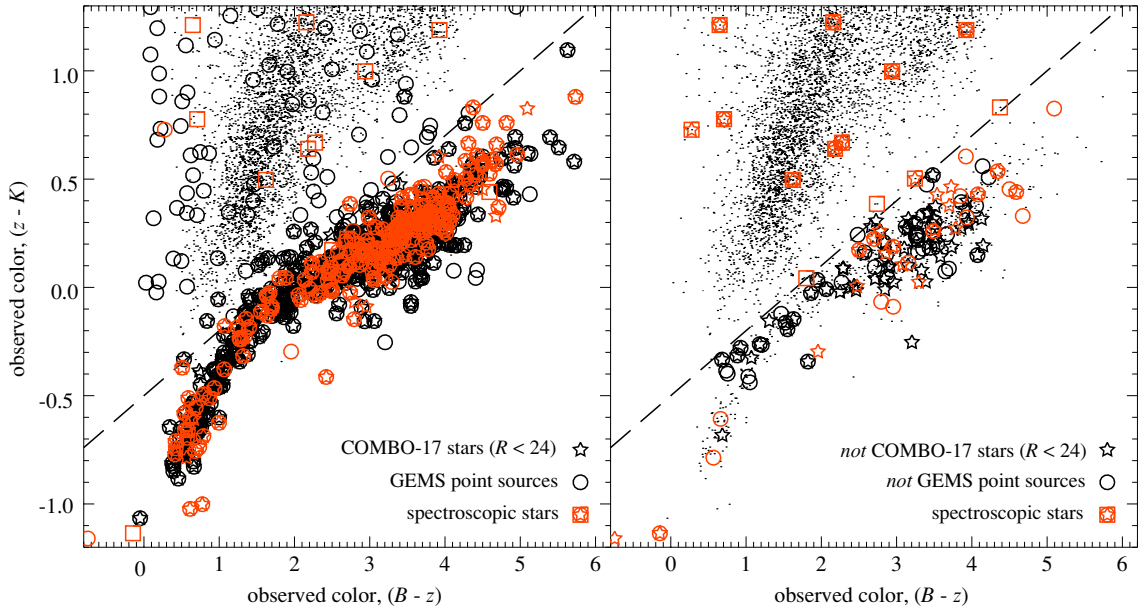 observed color, (z - K)
1.0
0.5
0.0
-0.5
-1.0
COMBO-17 stars (R < 24)
GEMS point sources
spectroscopic stars
0 1 2 3 4 5 6
observed color, (B - z)
not COMBO-17 stars (R < 24)
not GEMS point sources
spectroscopic stars
0 1 2 3 4 5 6
observed color, (B - z)